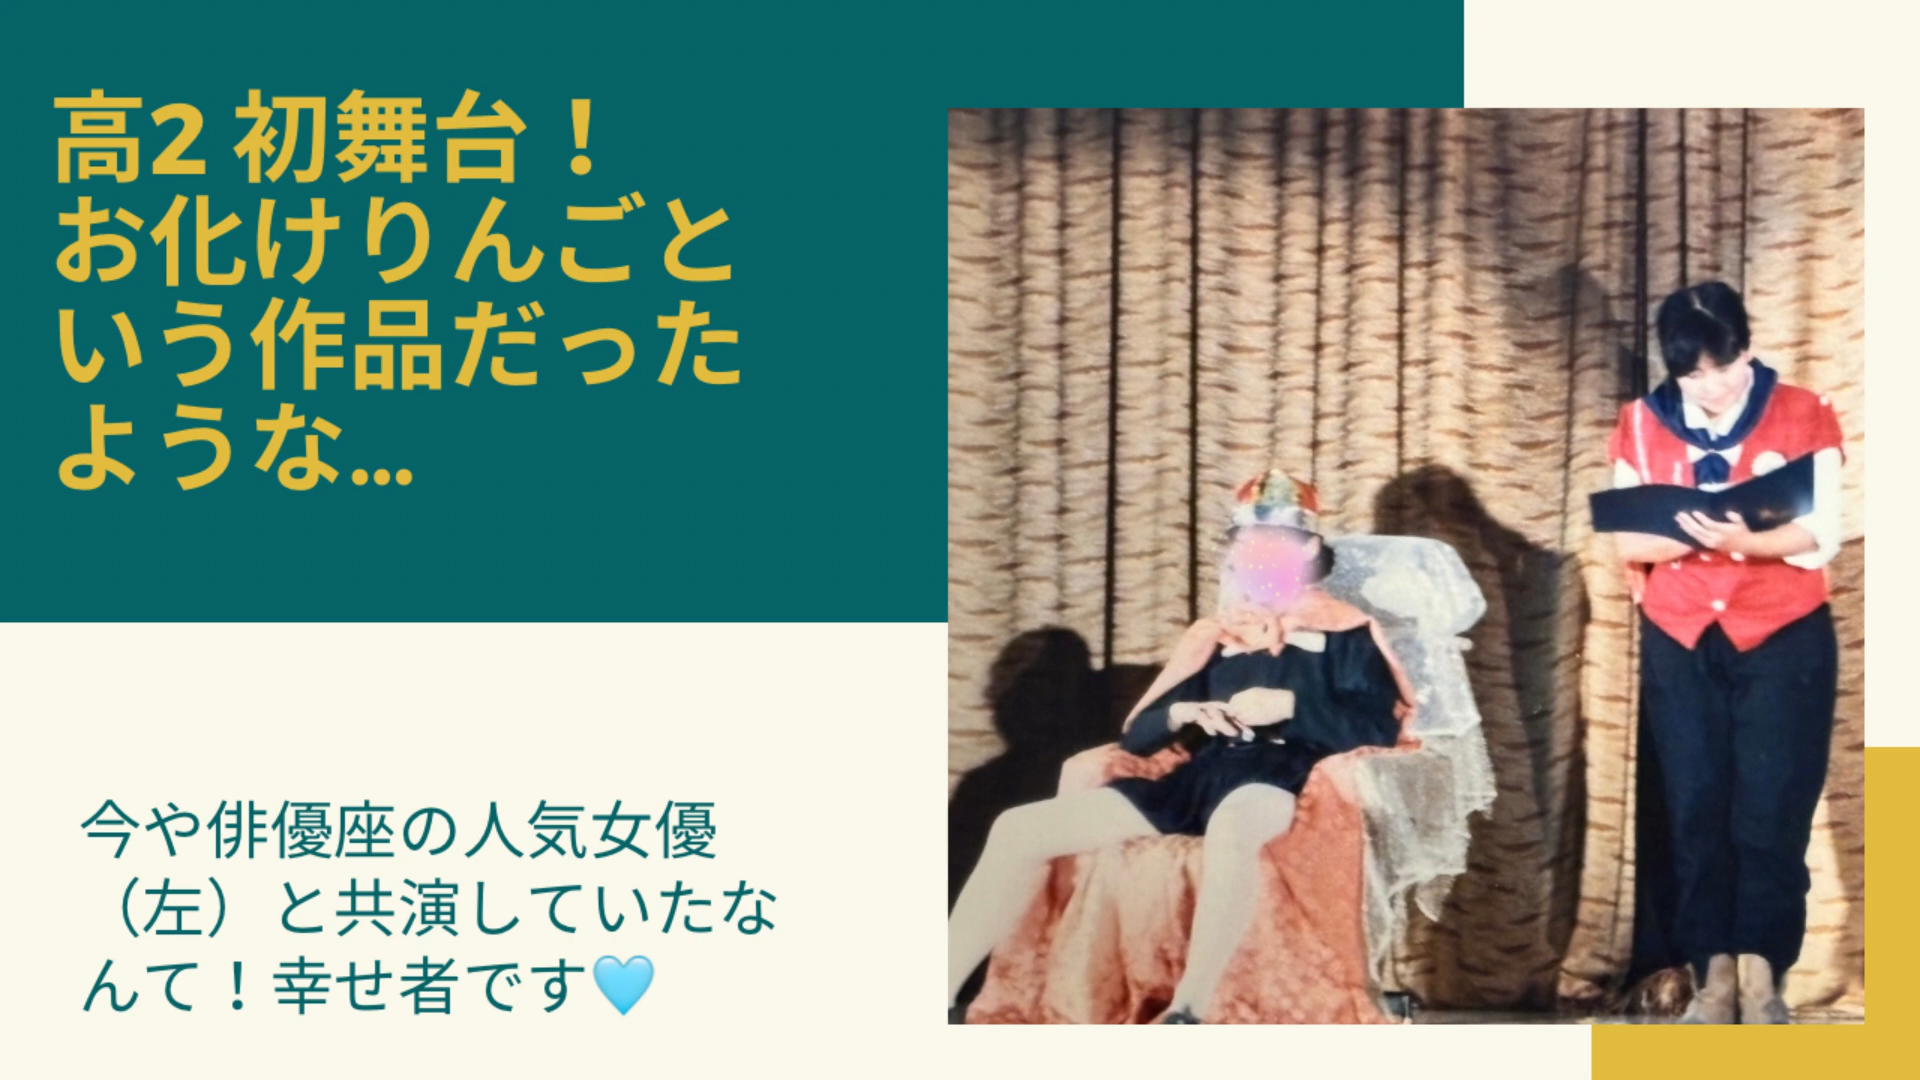 高2 初舞台！
お化けりんごと
いう作品だった
ような…
今や俳優座の人気女優
（左）と共演していたな
んて！幸せ者です🩵